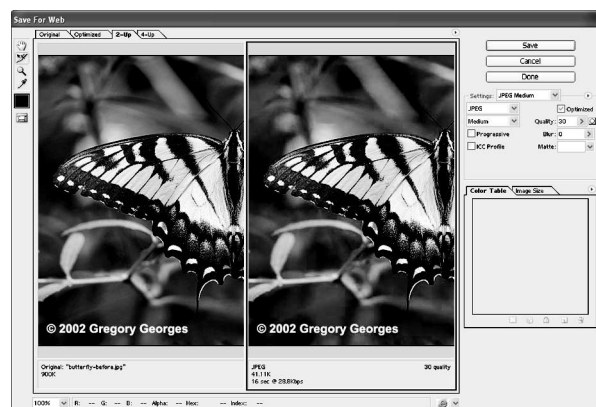 Save For Web
Original Optimized 2-Up 4-Up
Save
Cancel
Done
Settings: JPEG Medium
JPEG Optimized
Medium Quality: 30
Progressive Blur: 0
ICC Profile Matte:
Color Table Image Size
© 2002 Gregory Georges © 2002 Gregory Georges
Original: "butterfly-before.jpg"
900K
JPEG 30 quality
41.11K
16 sec @ 28.8Kbps
100% R: -- G: -- B: -- Alpha: -- Hex: -- Index: --